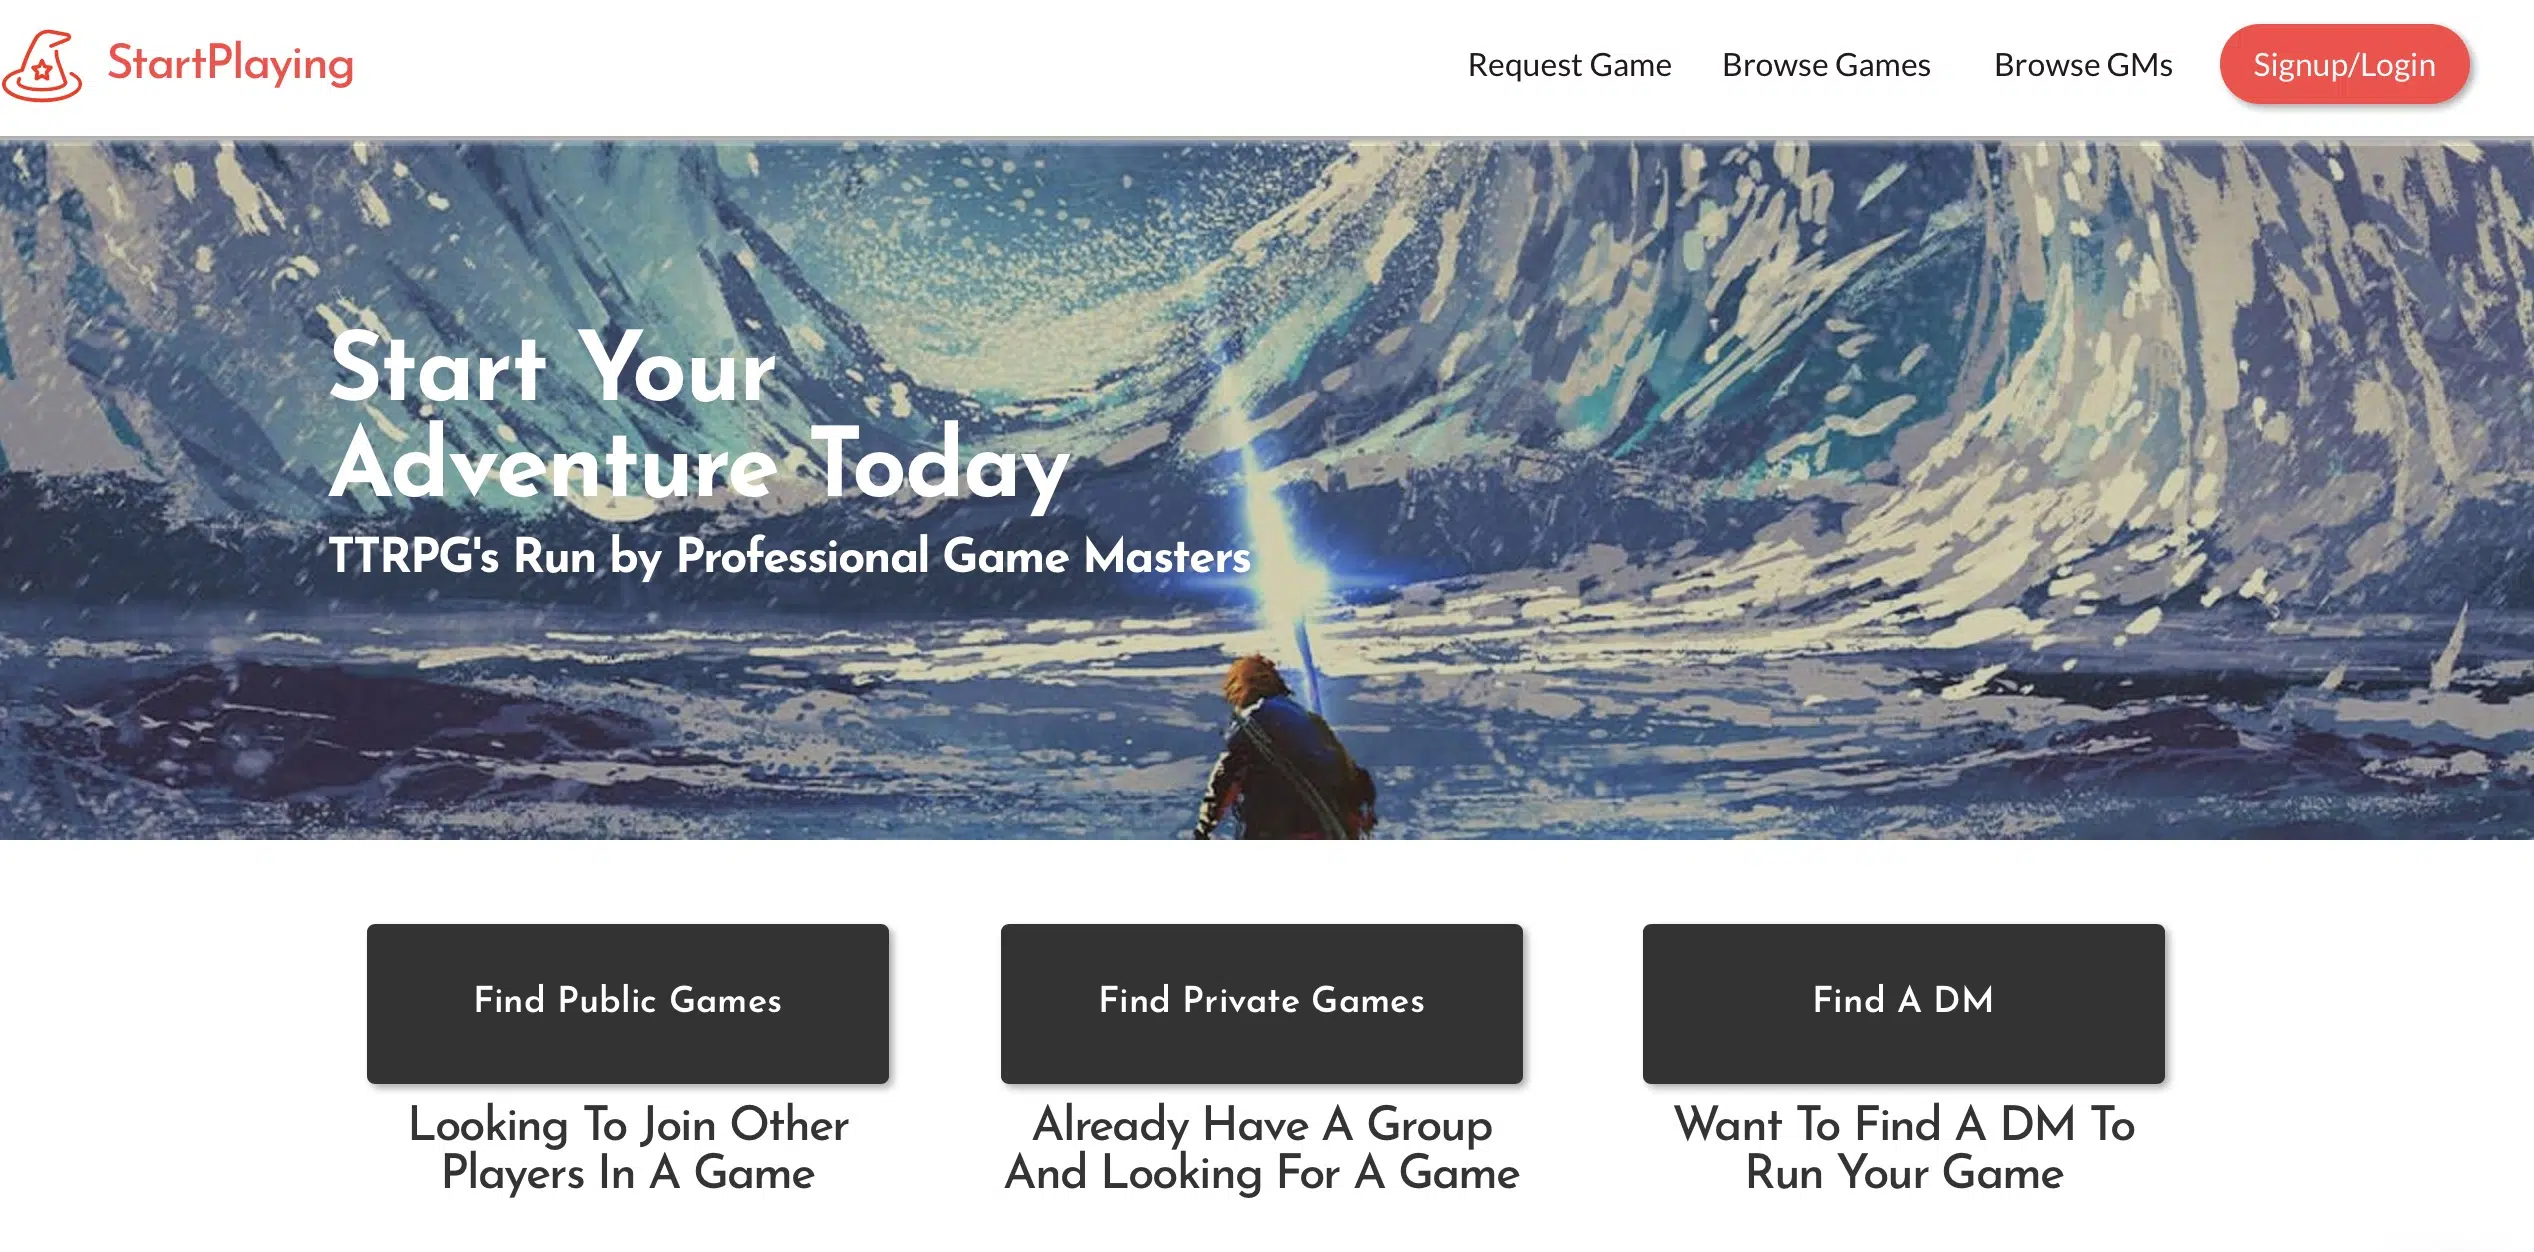 StartPlaying
Request Game
Browse Games
Browse GMs
Signup/Login
Start Your
Adventure Today
TTRPG's Run by Professional Game Masters
Find Public Games
Looking To Join Other
Players In A Game
Find Private Games
Already Have A Group
And Looking For A Game
Find A DM
Want To Find A DM To
Run Your Game